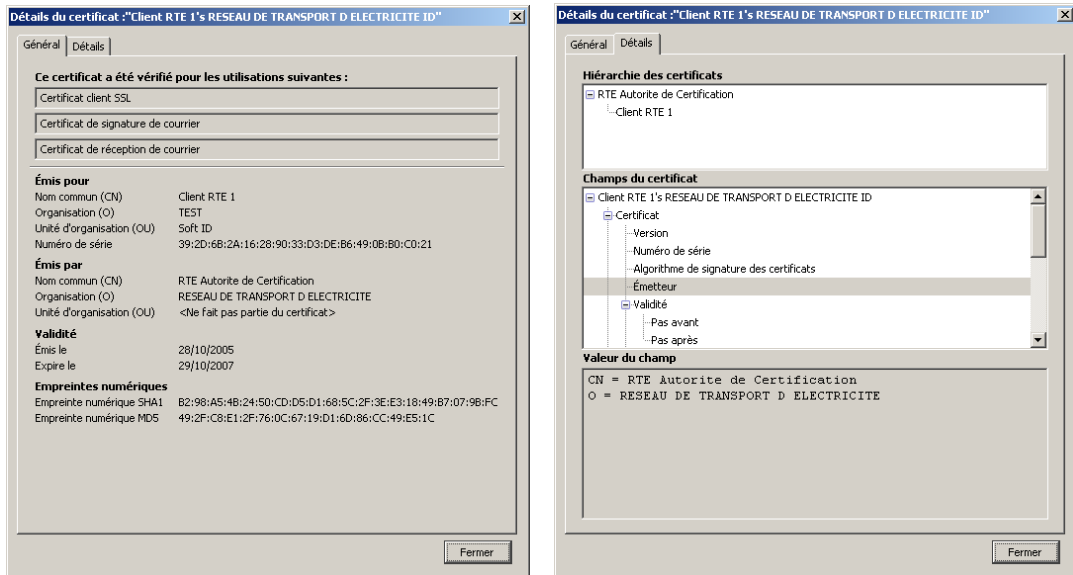 Détails du certificat :"Client RTE 1's RESEAU DE TRANSPORT D ELECTRICITE ID"
Général
Détails
Ce certificat a été vérifié pour les utilisations suivantes :
Certificat client SSL
Certificat de signature de courrier
Certificat de réception de courrier
Émis pour
Nom commun (CN) Client RTE 1
Organisation (O) TEST
Unité d'organisation (OU) Soft ID
Numéro de série 39:2D:6B:2A:16:28:90:33:D3:DE:B6:49:0B:B0:C0:21
Émis par
Nom commun (CN) RTE Autorite de Certification
Organisation (O) RESEAU DE TRANSPORT D ELECTRICITE
Unité d'organisation (OU) <Ne fait pas partie du certificat>
Validité
Émis le 28/10/2005
Expire le 29/10/2007
Empreintes numériques
Empreinte numérique SHA1 B2:98:A5:4B:24:50:CD:D5:D1:68:5C:2F:3E:E3:18:49:B7:07:9B:FC
Empreinte numérique MD5 49:2F:C8:E1:2F:76:0C:67:19:D1:6D:86:CC:49:E5:1C
Fermer
Détails du certificat :"Client RTE 1's RESEAU DE TRANSPORT D ELECTRICITE ID"
Général
Détails
Hiérarchie des certificats
RTE Autorite de Certification
Client RTE 1
Champs du certificat
Client RTE 1's RESEAU DE TRANSPORT D ELECTRICITE ID
Certificat
Version
Numéro de série
Algorithme de signature des certificats
Émetteur
Validité
Pas avant
Pas après
Valeur du champ
CN = RTE Autorite de Certification
O = RESEAU DE TRANSPORT D ELECTRICITE
Fermer